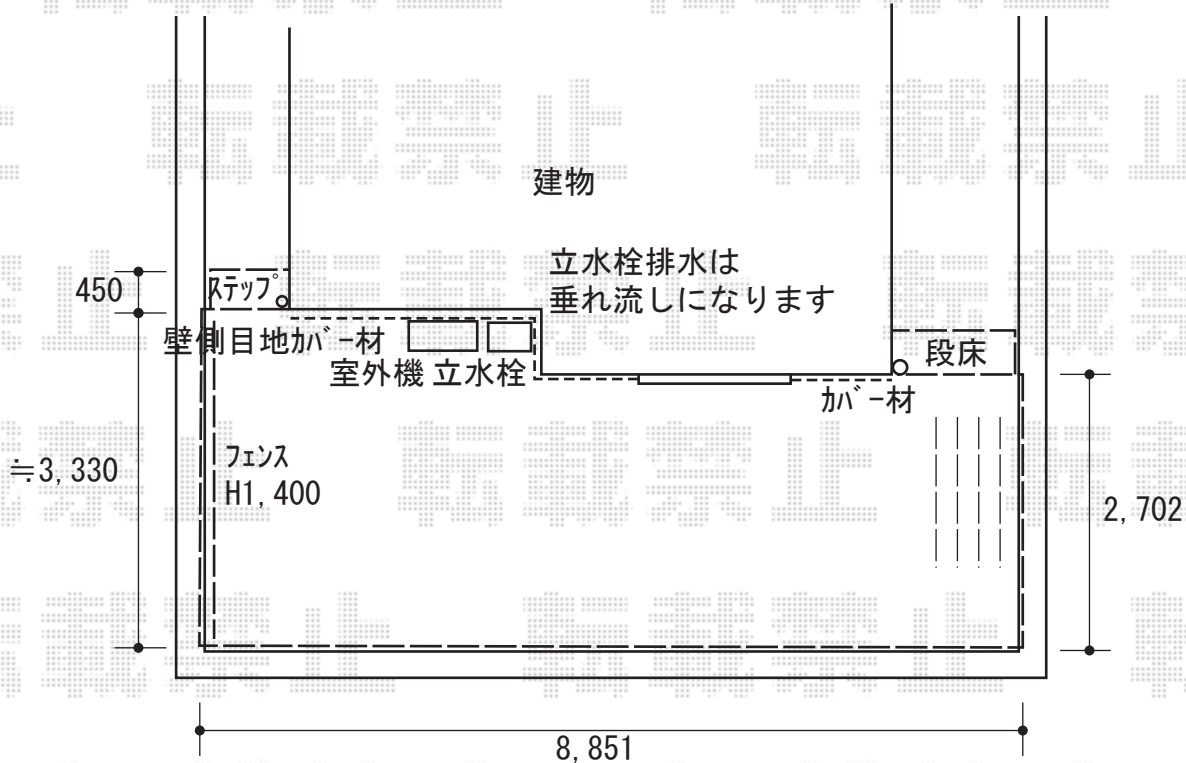 建物
立水栓排水は
垂れ流しになります
450
ｽﾃｯﾌﾟ
壁側目地ｶﾊﾞｰ材
室外機 立水栓
段床
ｶﾊﾞｰ材
≒3,330
ﾌｪﾝｽ
H1,400
2,702
8,851
転載禁止